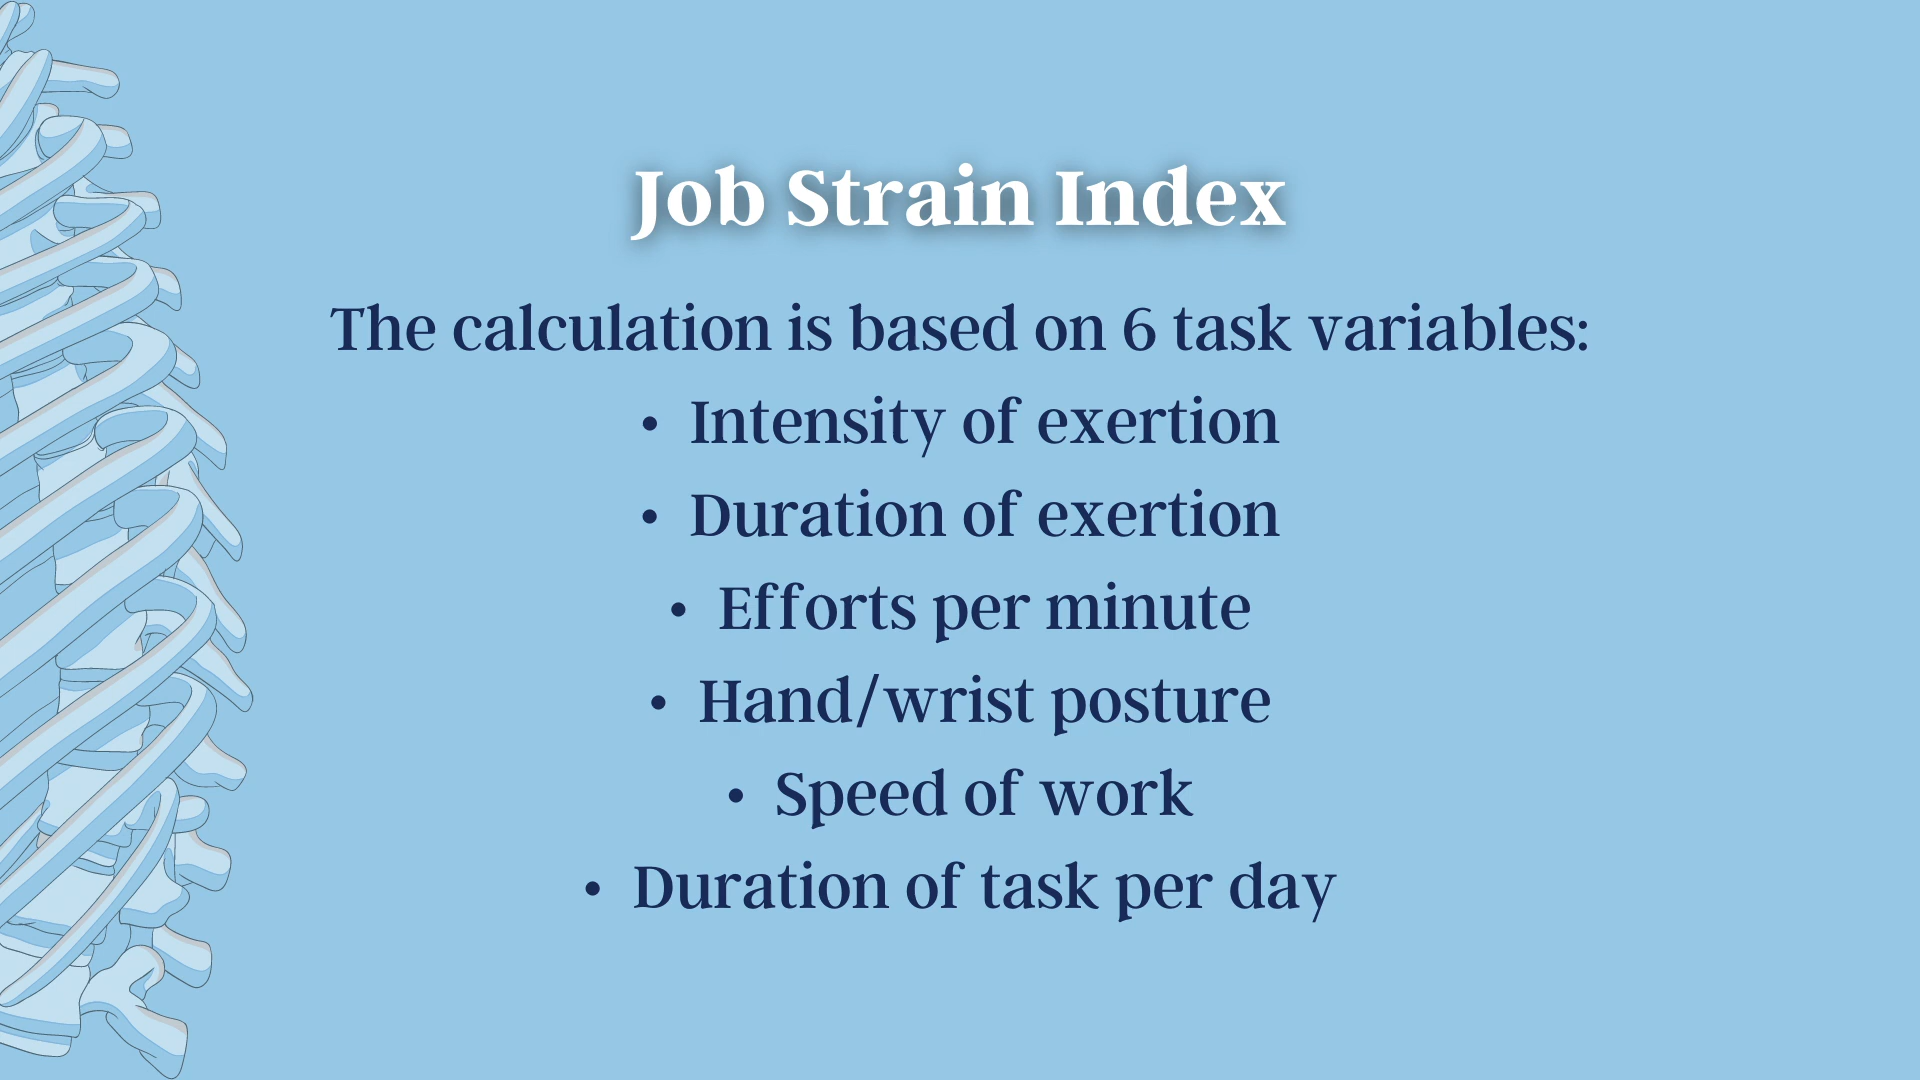 Job Strain Index
The calculation is based on 6 task variables:
• Intensity of exertion
• Duration of exertion
• Efforts per minute
• Hand/wrist posture
• Speed of work
• Duration of task per day